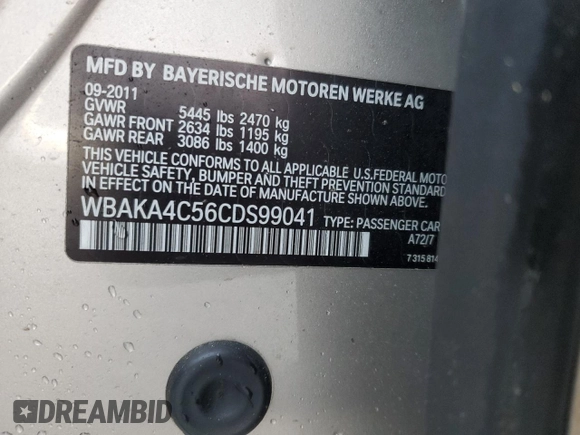 MFD BY BAYERISCHE MOTOREN WERKE AG
09-2011
GVWR 5445 lbs 2470 kg
GAWR FRONT 2634 lbs 1195 kg
GAWR REAR 3086 lbs 1400 kg
THIS VEHICLE CONFORMS TO ALL APPLICABLE U.S.FEDERAL MOTO
VEHICLE SAFETY, BUMPER AND THEFT PREVENTION STANDARD
IN EFFECT ON THE DATE OF MANUFACTURE SHOWN ABOVE.
WBAKA4C56CDS99041 TYPE: PASSENGER CAR
A72/7
7315814
DREAMBID